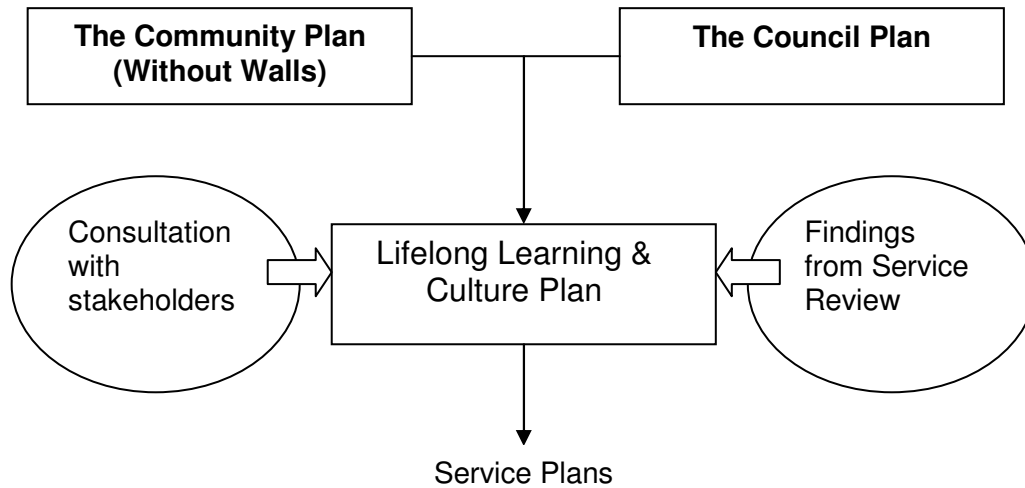 The Community Plan
(Without Walls)
The Council Plan
Consultation
with
stakeholders
Lifelong Learning &
Culture Plan
Findings
from Service
Review
Service Plans